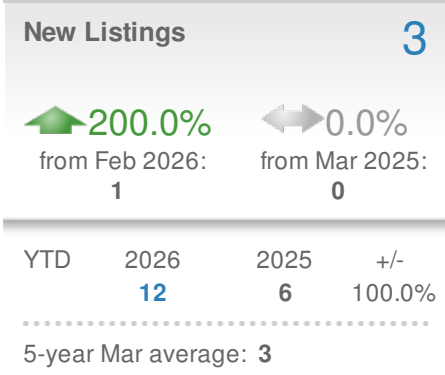 New Listings 3
200.0% 0.0%
from Feb 2026: from Mar 2025:
1 0
YTD 2026 2025 +/-
12 6 100.0%
5-year Mar average: 3